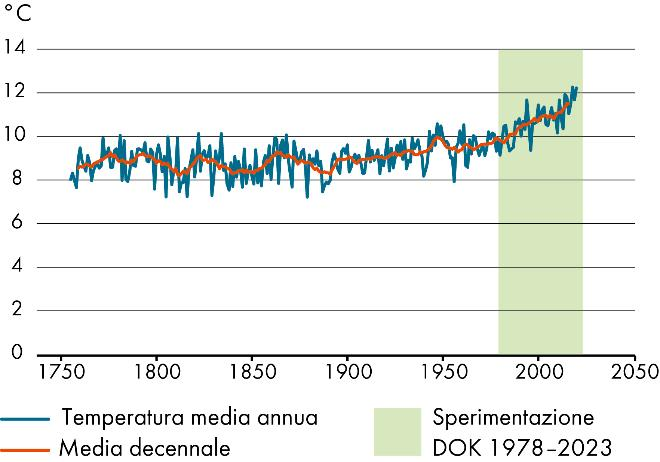 °C
14
12
10
8
6
4
2
0
1750 1800 1850 1900 1950 2000 2050
Temperatura media annua
Media decennale
Sperimentazione
DOK 1978–2023